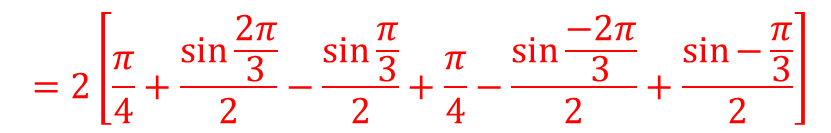 = 2 [ π/4 + (sin 2π/3)/2 − (sin π/3)/2 + π/4 − (sin −2π/3)/2 + (sin − π/3)/2 ]